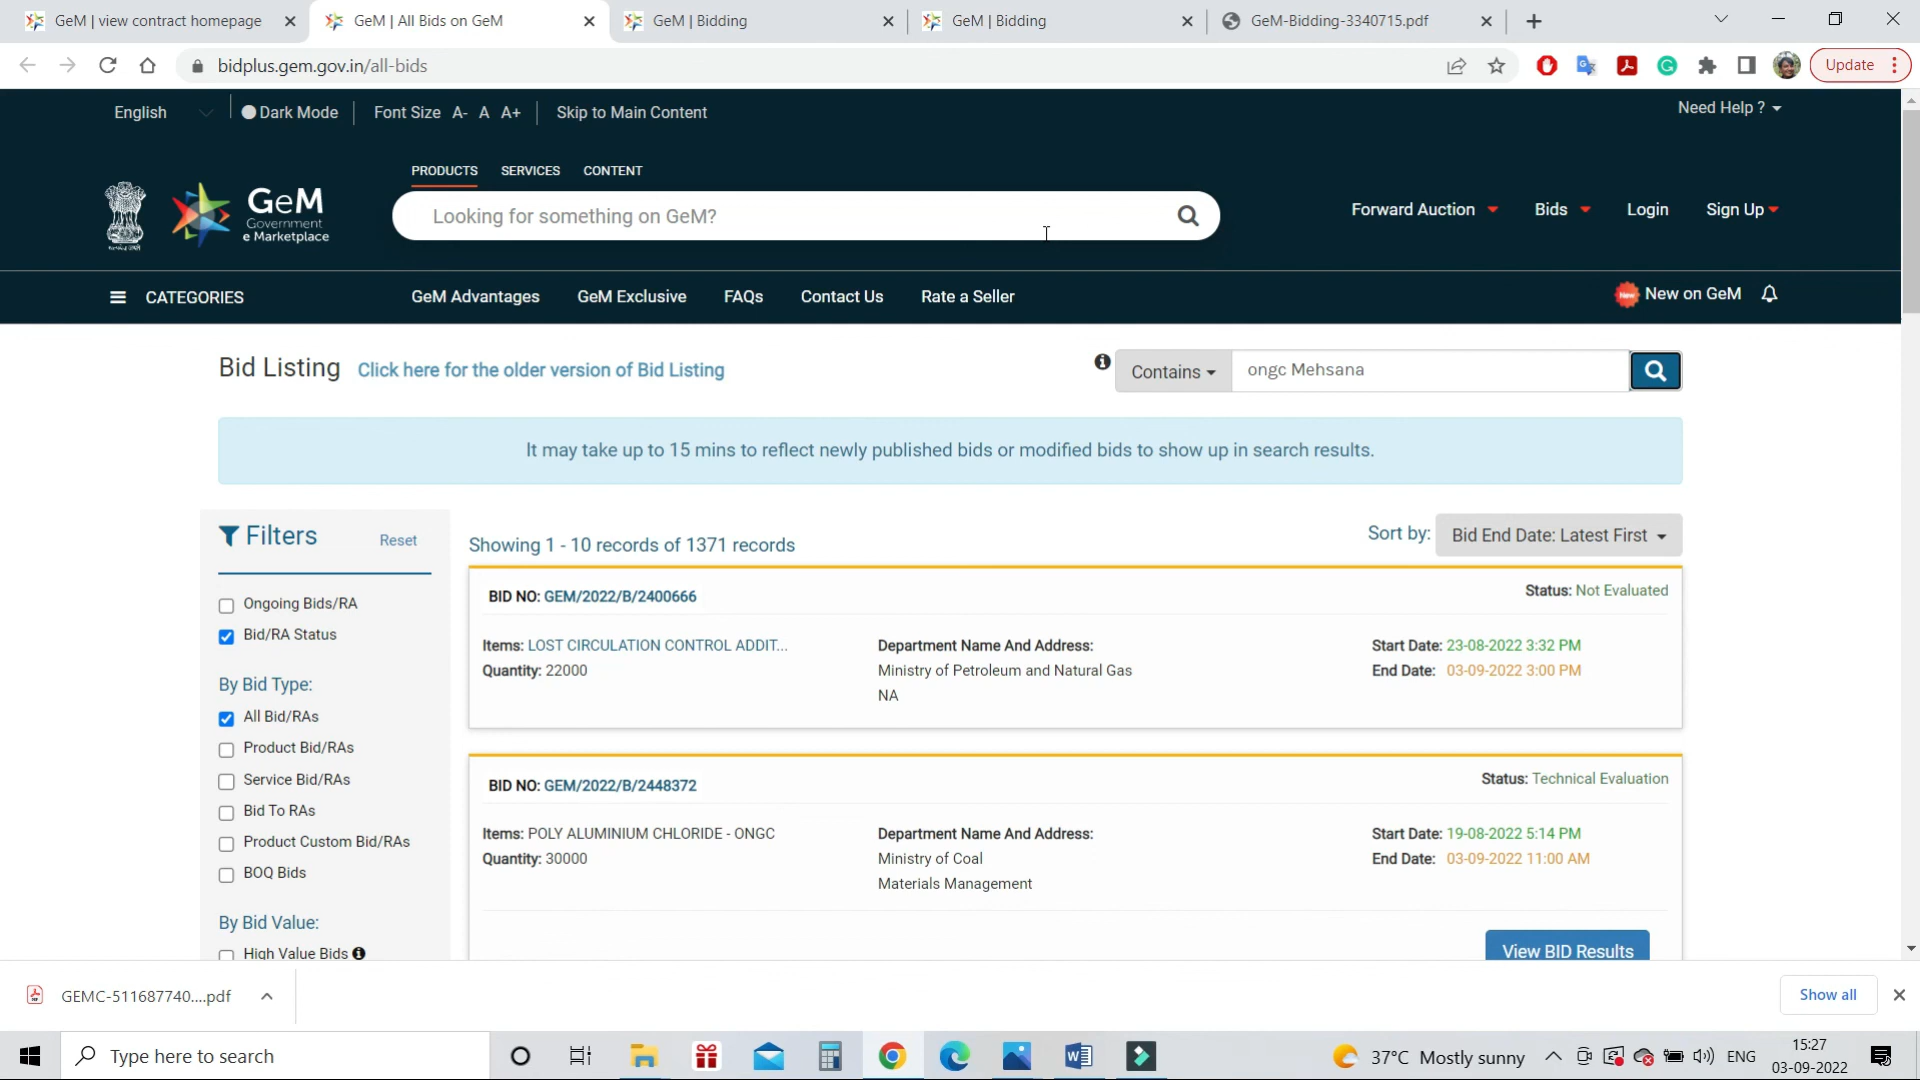 GeM | view contract homepage
GeM | All Bids on GeM
GeM | Bidding
GeM | Bidding
GeM-Bidding-3340715.pdf
bidplus.gem.gov.in/all-bids
Update
English
Dark Mode
Font Size A- A A+
Skip to Main Content
Need Help ?
PRODUCTS SERVICES CONTENT
GeM
Government
e Marketplace
Looking for something on GeM?
Forward Auction
Bids
Login
Sign Up
CATEGORIES
GeM Advantages
GeM Exclusive
FAQs
Contact Us
Rate a Seller
New on GeM
Bid Listing
Click here for the older version of Bid Listing
Contains
ongc Mehsana
It may take up to 15 mins to reflect newly published bids or modified bids to show up in search results.
Filters
Reset
Ongoing Bids/RA
Bid/RA Status
By Bid Type:
All Bid/RAs
Product Bid/RAs
Service Bid/RAs
Bid To RAs
Product Custom Bid/RAs
BOQ Bids
By Bid Value:
High Value Bids
Showing 1 - 10 records of 1371 records
Sort by: Bid End Date: Latest First
BID NO: GEM/2022/B/2400666
Status: Not Evaluated
Items: LOST CIRCULATION CONTROL ADDIT...
Quantity: 22000
Department Name And Address:
Ministry of Petroleum and Natural Gas
NA
Start Date: 23-08-2022 3:32 PM
End Date: 03-09-2022 3:00 PM
BID NO: GEM/2022/B/2448372
Status: Technical Evaluation
Items: POLY ALUMINIUM CHLORIDE - ONGC
Quantity: 30000
Department Name And Address:
Ministry of Coal
Materials Management
Start Date: 19-08-2022 5:14 PM
End Date: 03-09-2022 11:00 AM
View BID Results
GEMC-511687740....pdf
Show all
Type here to search
37°C Mostly sunny
ENG
15:27
03-09-2022